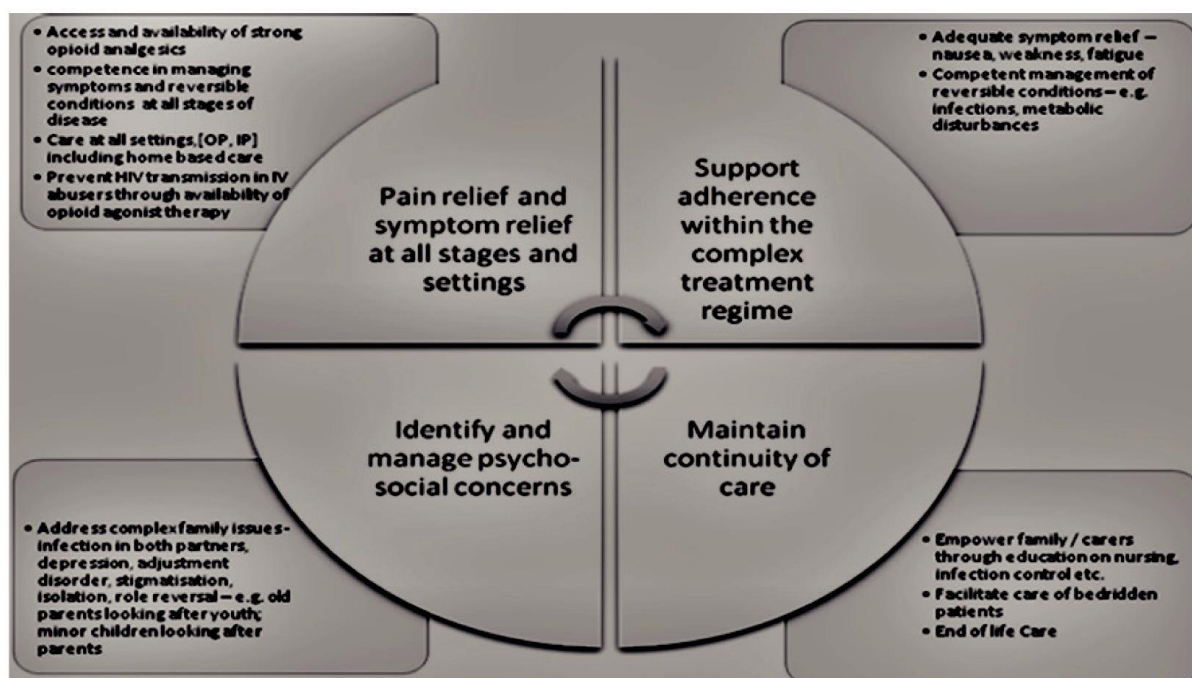 • Access and availability of strong
opioid analgesics
• competence in managing
symptoms and reversible
conditions at all stages of
disease
• Care at all settings,[OP, IP]
including home based care
• Prevent HIV transmission in IV
abusers through availability of
opioid agonist therapy
• Adequate symptom relief –
nausea, weakness, fatigue
• Competent management of
reversible conditions – e.g.
infections, metabolic
disturbances
Pain relief and
symptom relief
at all stages and
settings
Support
adherence
within the
complex
treatment
regime
Identify and
manage psycho-
social concerns
Maintain
continuity of
care
• Address complex family issues-
infection in both partners,
depression, adjustment
disorder, stigmatisation,
isolation, role reversal – e.g. old
parents looking after youth;
minor children looking after
parents
• Empower family / carers
through education on nursing,
infection control etc.
• Facilitate care of bedridden
patients
• End of life Care